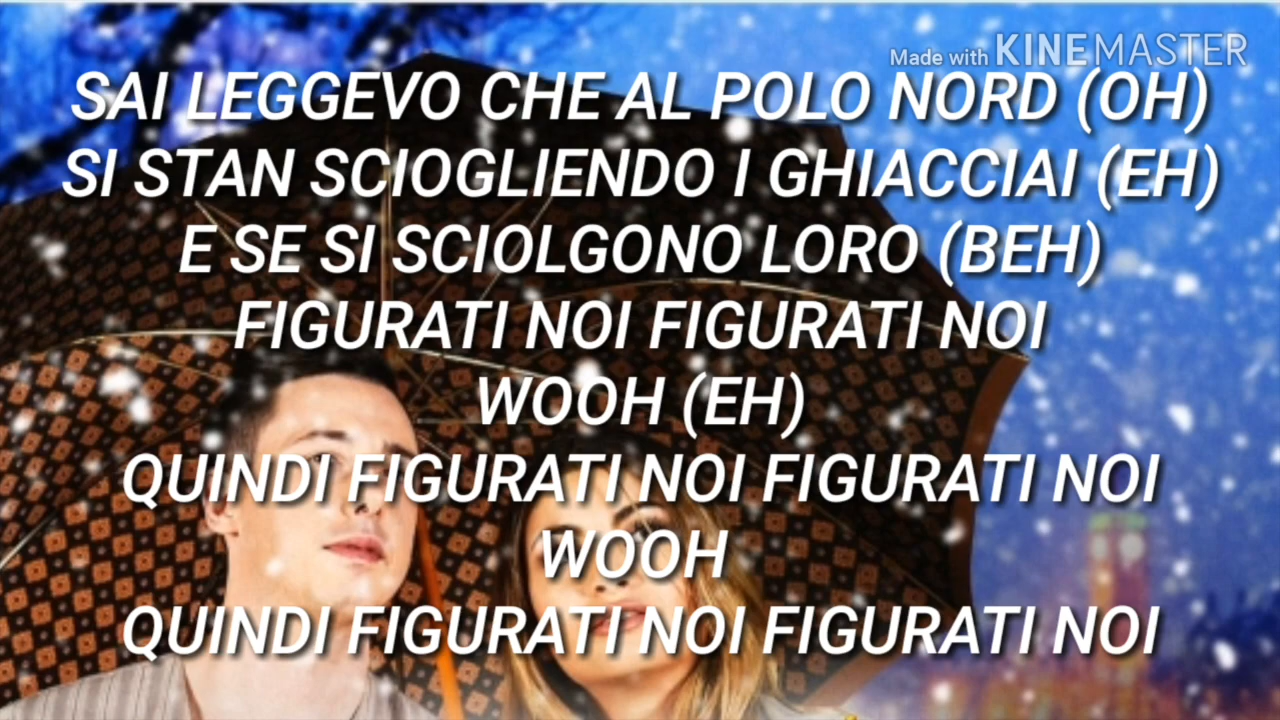 Made with KINEMASTER
SAI LEGGEVO CHE AL POLO NORD (OH)
SI STAN SCIOGLIENDO I GHIACCIAI (EH)
E SE SI SCIOLGONO LORO (BEH)
FIGURATI NOI FIGURATI NOI
WOOH (EH)
QUINDI FIGURATI NOI FIGURATI NOI
WOOH
QUINDI FIGURATI NOI FIGURATI NOI